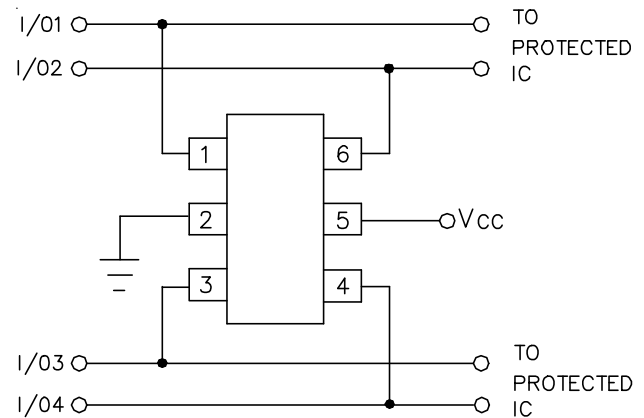 I/01
TO
PROTECTED
I/02
IC
1
6
2
5
VCC
3
4
I/03
TO
PROTECTED
I/04
IC